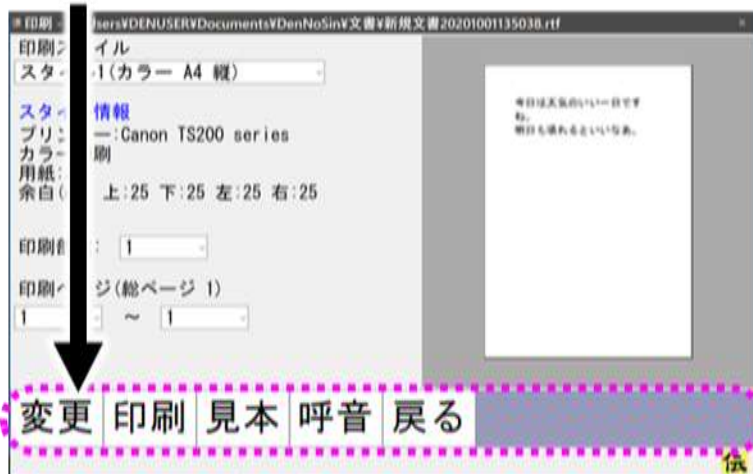 印刷 sers¥DENUSER¥Documents¥DenNoSin¥文書¥新規文書20201001135038.rtf
印刷 イル
スタ 1(カラー A4 縦)
スタ 情報
プリ ー:Canon TS200 series
カラー 刷
用紙:
余白( 上:25 下:25 左:25 右:25
印刷 : 1
印刷 ジ(総ページ 1)
1 ～ 1
今日は天気のいい一日です
ね。
明日も晴れるといいなあ。
変更 印刷 見本 呼音 戻る